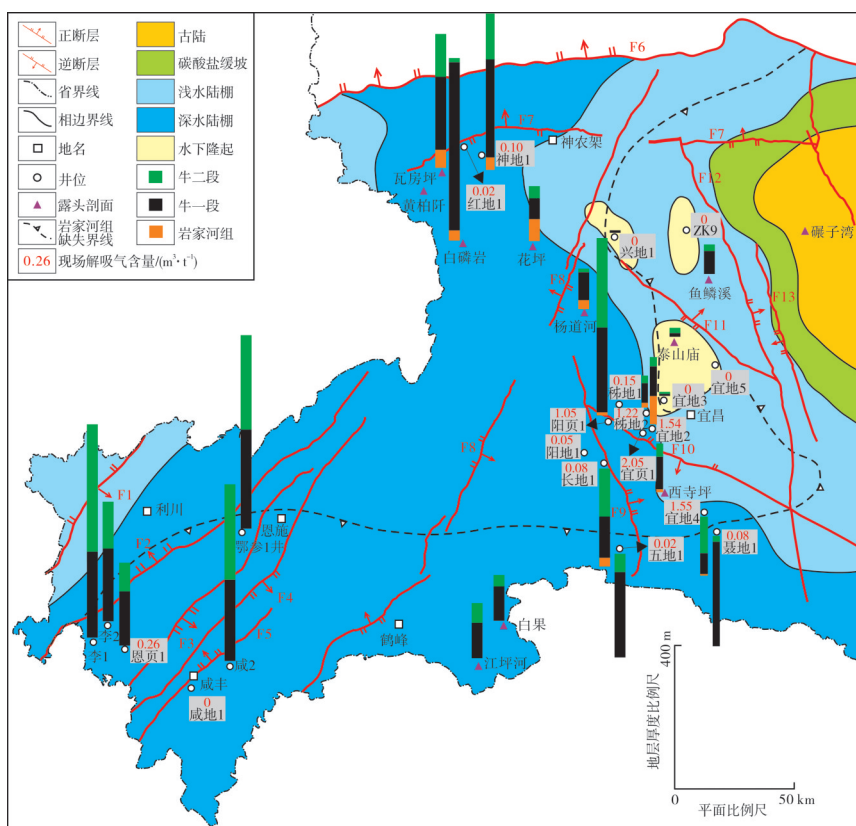 正断层
古陆
逆断层
碳酸盐缓坡
省界线
浅水陆棚
相边界线
深水陆棚
地名
水下隆起
井位
牛二段
露头剖面
牛一段
岩家河组
缺失界线
岩家河组
0.26 现场解吸气含量/(m³·t⁻¹)
F6
F7
神农架
0.10
神地1
瓦房坪
0.02
红地1
黄柏阡
白磷岩
花坪
F7
F12
0
ZK9
碾子湾
0
兴地1
鱼鳞溪
F8
F13
杨道河
F11
泰山庙
0
宜地5
0.15
秭地1
0
宜地3
宜昌
1.05
阳页1
1.22
秭地2
1.54
宜地2
0.05
阳地1
2.05
宜页1
F10
0.08
长地1
西寺坪
1.55
宜地4
F8
F9
0.08
聂地1
0.02
五地1
F1
利川
恩施
鄂参1井
F2
F4
F3
F5
李2
李1
0.26
恩页1
咸2
咸丰
0
咸地1
鹤峰
白果
江坪河
400 m
地层厚度比例尺
0
50 km
平面比例尺